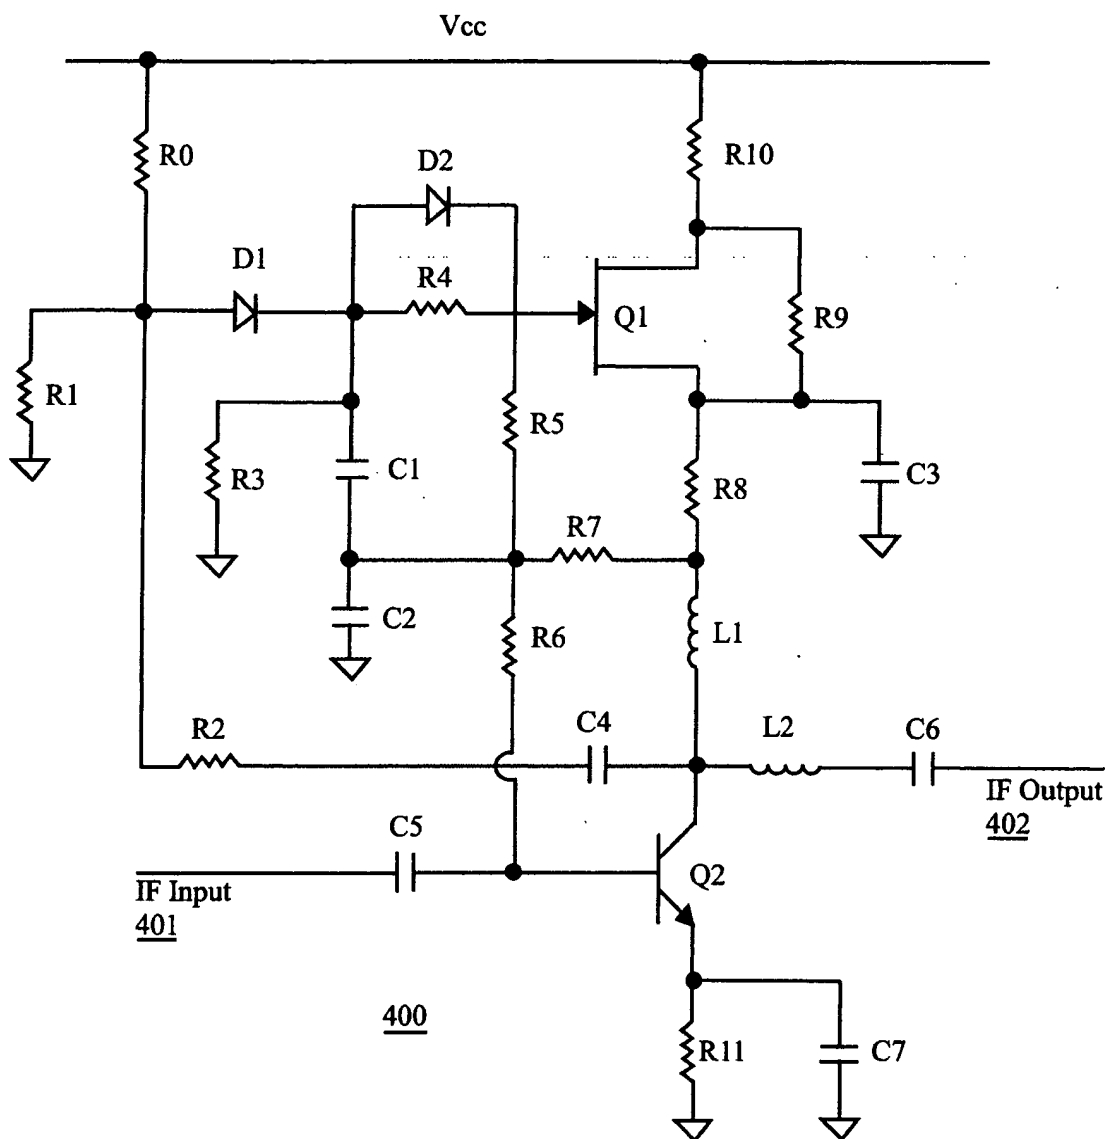 Vcc
R0
R10
D2
D1
R4
Q1
R9
R1
R5
R3
C1
R8
C3
R7
C2
R6
L1
R2
C4
L2
C6
IF Output
402
C5
Q2
IF Input
401
400
R11
C7